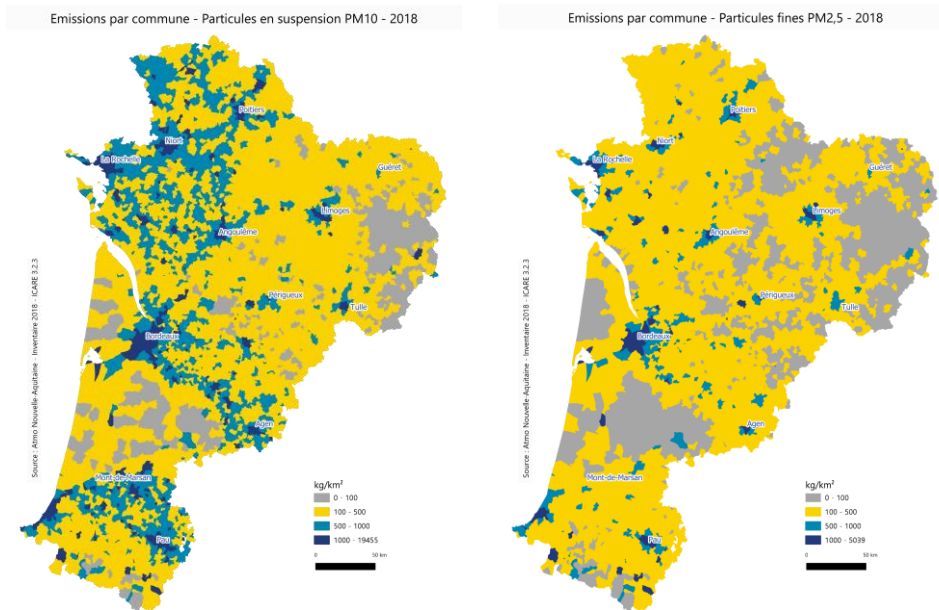 Emissions par commune - Particules en suspension PM10 - 2018
Poitiers
Niort
La Rochelle
Guéret
Limoges
Angoulême
Périgueux
Tulle
Bordeaux
Agen
Mont-de-Marsan
Pau
Source : Atmo Nouvelle-Aquitaine - Inventaire 2018 - ICARE 3.2.3
kg/km²
0 - 100
100 - 500
500 - 1000
1000 - 19455
0 50 km
Emissions par commune - Particules fines PM2,5 - 2018
Poitiers
Niort
La Rochelle
Guéret
Limoges
Angoulême
Périgueux
Tulle
Bordeaux
Agen
Mont-de-Marsan
Pau
Source : Atmo Nouvelle-Aquitaine - Inventaire 2018 - ICARE 3.2.3
kg/km²
0 - 100
100 - 500
500 - 1000
1000 - 5039
0 50 km